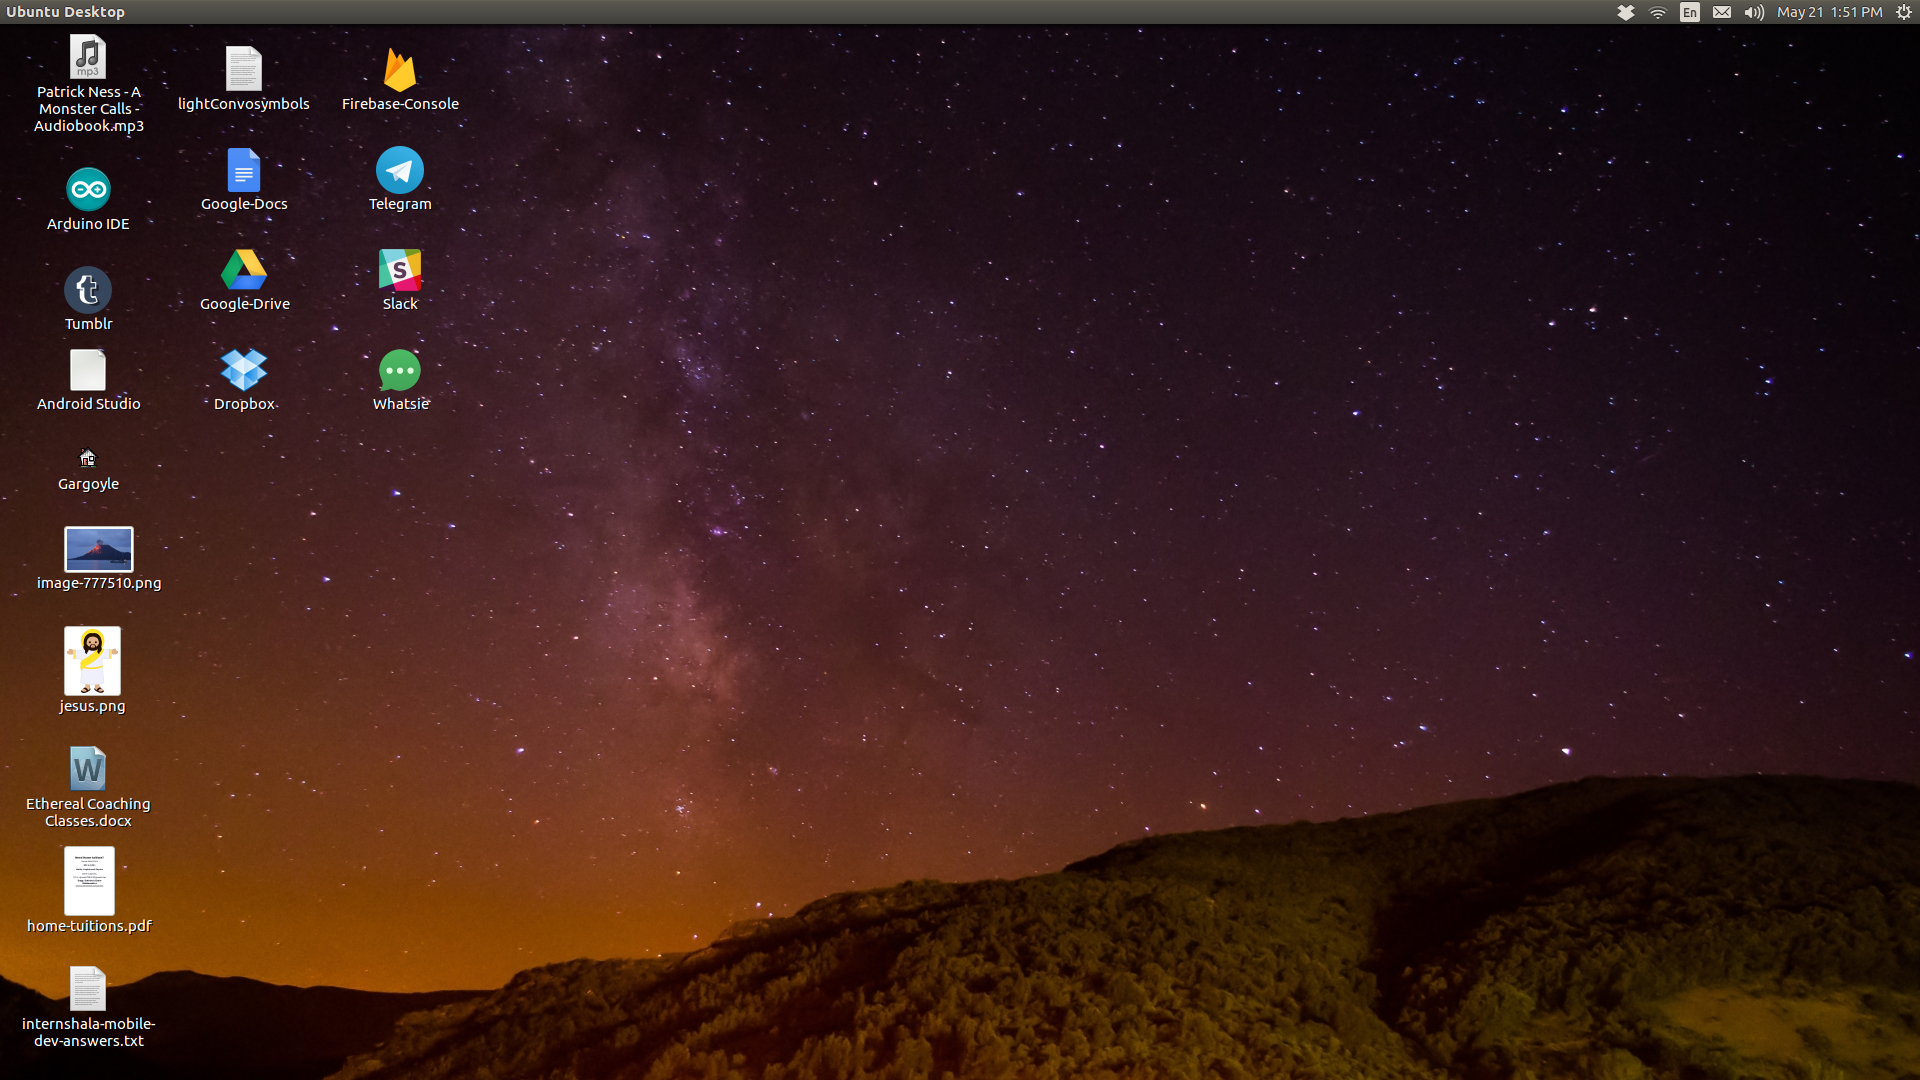 Ubuntu Desktop
En
May 21 1:51 PM
mp3
Patrick Ness - A
Monster Calls -
Audiobook.mp3
Arduino IDE
Tumblr
Android Studio
Gargoyle
image-777510.png
jesus.png
W
Ethereal Coaching
Classes.docx
home-tuitions.pdf
internshala-mobile-
dev-answers.txt
lightConvosymbols
Google-Docs
Google-Drive
Dropbox
Firebase-Console
Telegram
S
Slack
Whatsie